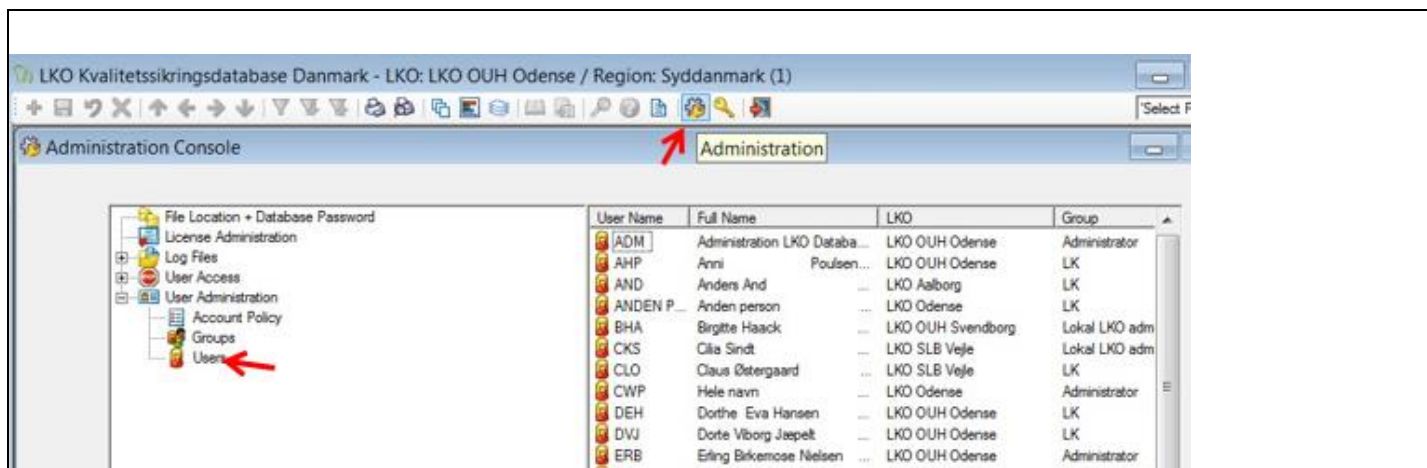 LKO Kvalitetssikringsdatabase Danmark - LKO: LKO OUH Odense / Region: Syddanmark (1)
'Select F
Administration Console
Administration
File Location + Database Password
License Administration
Log Files
User Access
User Administration
Account Policy
Groups
Users
User Name Full Name LKO Group
ADM Administration LKO Databa... LKO OUH Odense Administrator
AHP Anni Poulsen... LKO OUH Odense LK
AND Anders And ... LKO Aalborg LK
ANDEN P... Anden person ... LKO Odense LK
BHA Birgitte Haack ... LKO OUH Svendborg Lokal LKO adm
CKS Cilia Sindt ... LKO SLB Vejle Lokal LKO adm
CLO Claus Østergaard ... LKO SLB Vejle LK
CWP Hele navn ... LKO Odense Administrator
DEH Dorthe Eva Hansen ... LKO OUH Odense LK
DVJ Dorte Viborg Jæpelt ... LKO OUH Odense LK
ERB Erling Birkemose Nielsen ... LKO OUH Odense Administrator